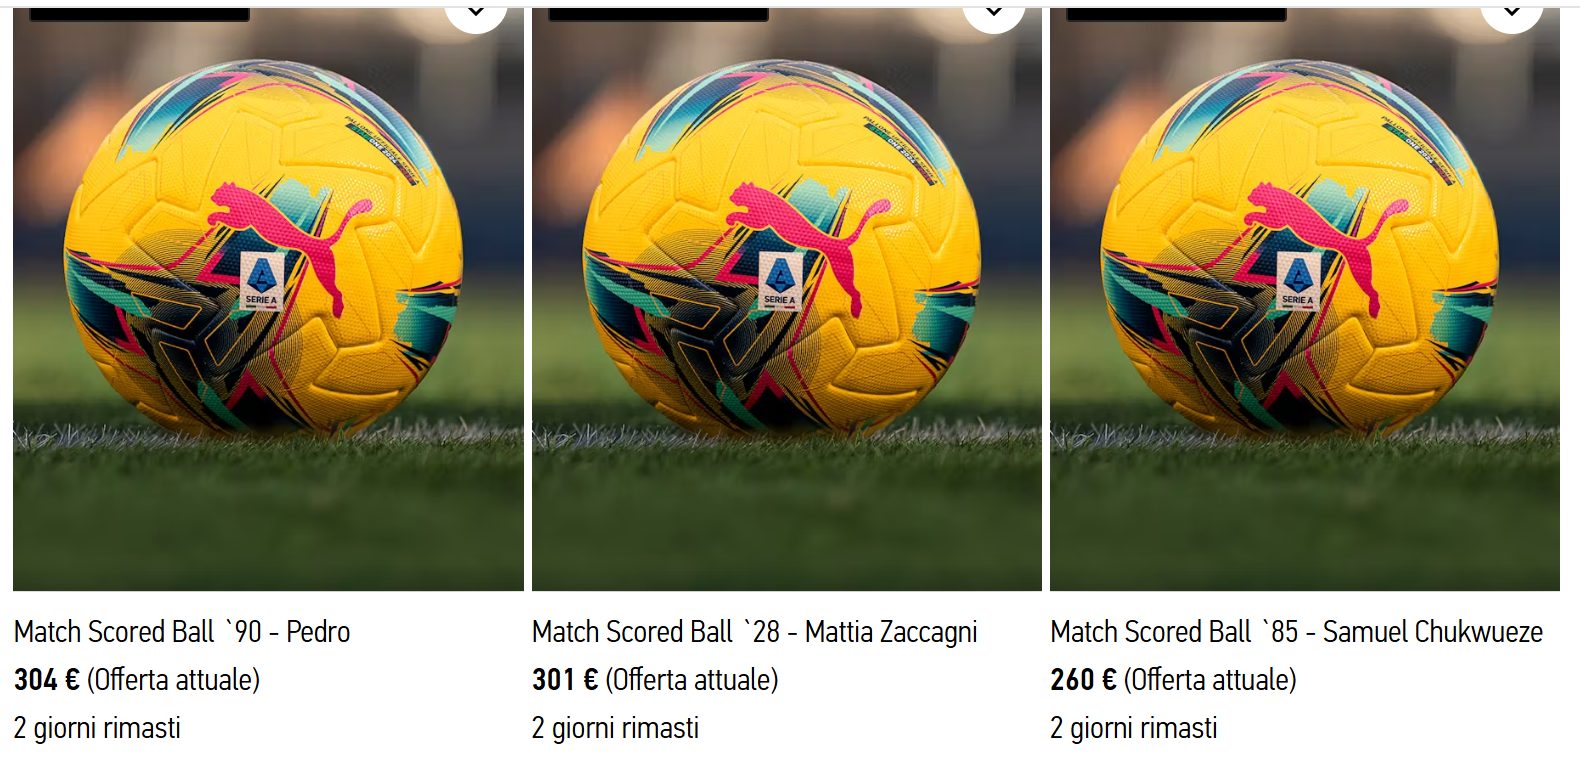 SERIE A
SERIE A
SERIE A
Match Scored Ball `90 - Pedro
304 € (Offerta attuale)
2 giorni rimasti
Match Scored Ball `28 - Mattia Zaccagni
301 € (Offerta attuale)
2 giorni rimasti
Match Scored Ball `85 - Samuel Chukwueze
260 € (Offerta attuale)
2 giorni rimasti